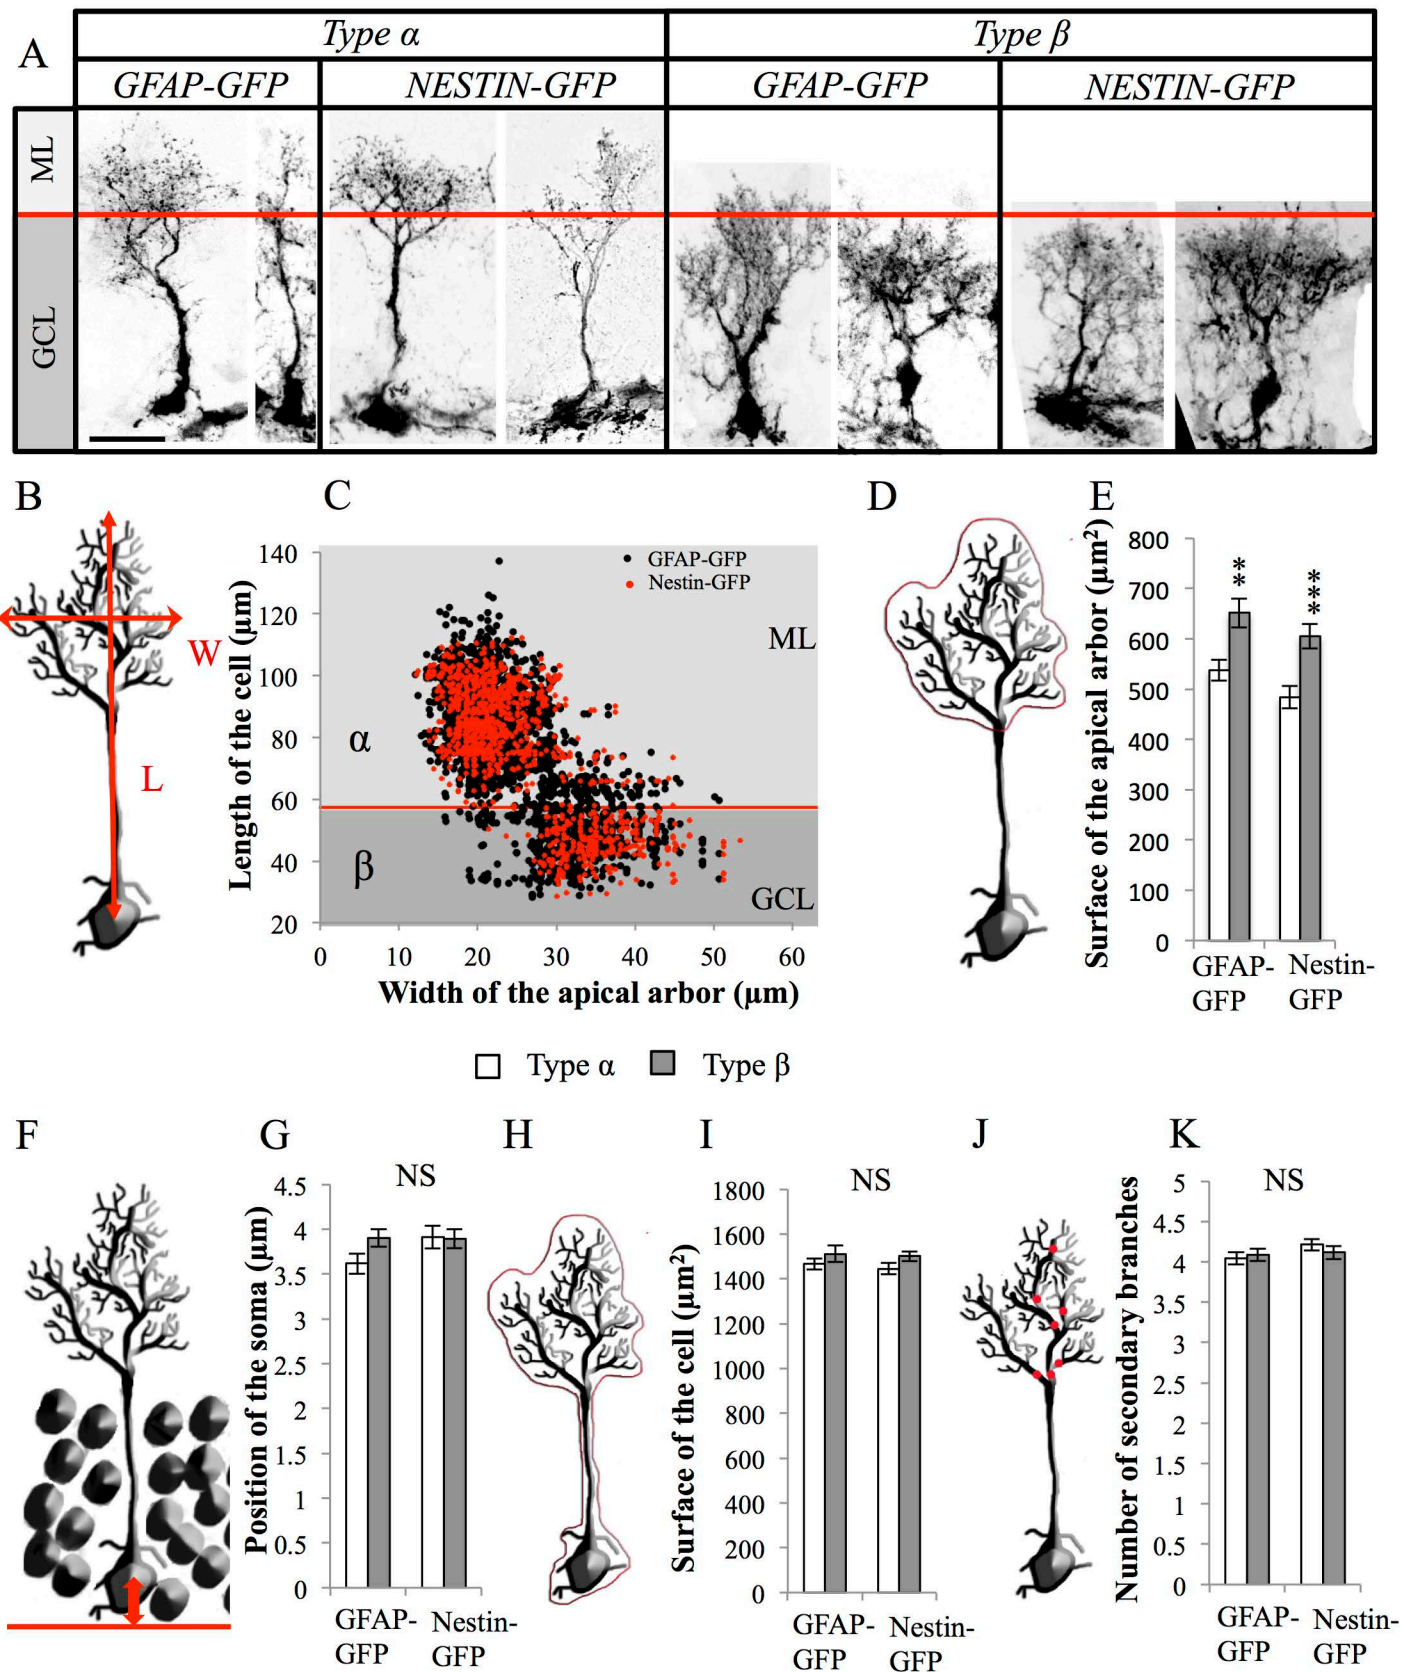 A
Type α
Type β
GFAP-GFP
NESTIN-GFP
GFAP-GFP
NESTIN-GFP
ML
GCL
B
W
L
C
Length of the cell (µm)
140
120
100
80
60
40
20
GFAP-GFP
Nestin-GFP
ML
α
β
GCL
0 10 20 30 40 50 60
Width of the apical arbor (µm)
D
E
Surface of the apical arbor (µm²)
800
700
600
500
400
300
200
100
0
**
***
GFAP-
GFP
Nestin-
GFP
Type α
Type β
F
G
NS
Position of the soma (µm)
4.5
4
3.5
3
2.5
2
1.5
1
0.5
0
GFAP-
GFP
Nestin-
GFP
H
I
NS
Surface of the cell (µm²)
1800
1600
1400
1200
1000
800
600
400
200
0
GFAP-
GFP
Nestin-
GFP
J
K
NS
Number of secondary branches
5
4.5
4
3.5
3
2.5
2
1.5
1
0.5
0
GFAP-
GFP
Nestin-
GFP